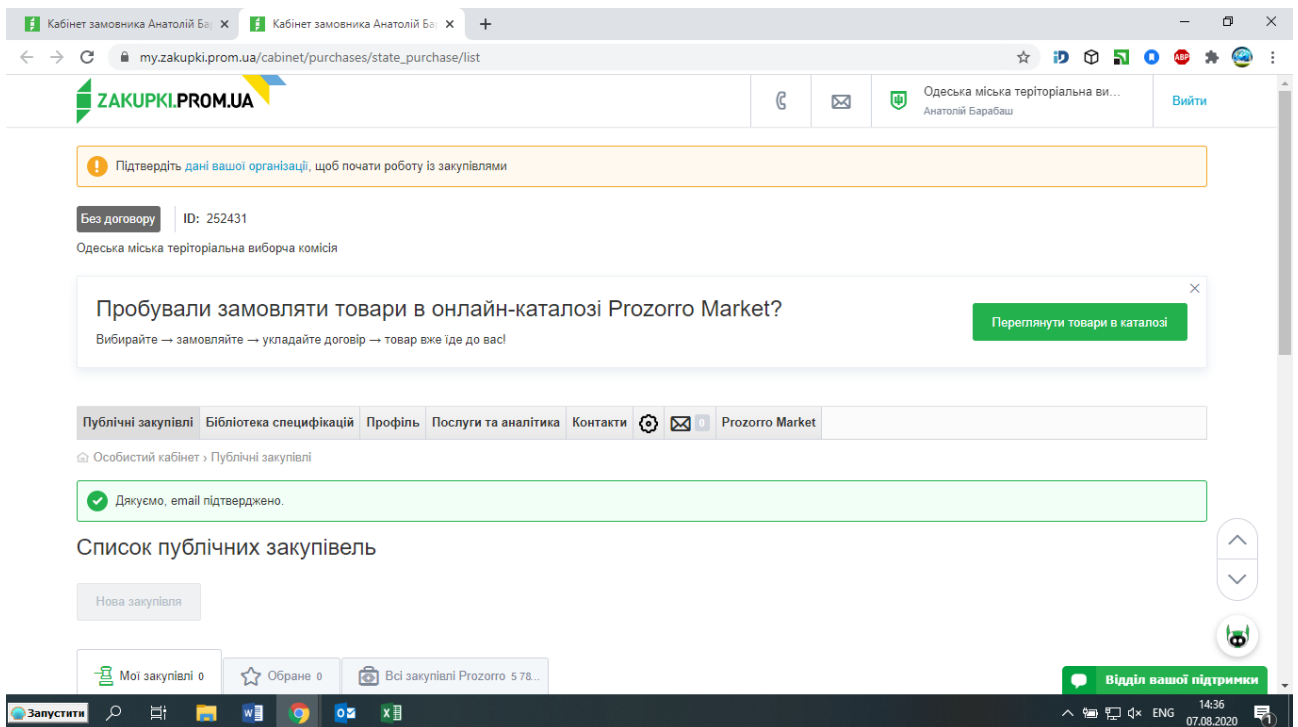 Кабінет замовника Анатолій Ба
Кабінет замовника Анатолій Ба
my.zakupki.prom.ua/cabinet/purchases/state_purchase/list
ABP
ZAKUPKI.PROM.UA
Одеська міська теріторіальна ви...
Анатолій Барабаш
Вийти
Підтвердіть дані вашої організації, щоб почати роботу із закупівлями
Без договору ID: 252431
Одеська міська теріторіальна виборча комісія
Пробували замовляти товари в онлайн-каталозі Prozorro Market?
Вибирайте → замовляйте → укладайте договір → товар вже їде до вас!
Переглянути товари в каталозі
Публічні закупівлі Бібліотека специфікацій Профіль Послуги та аналітика Контакти 0 Prozorro Market
Особистий кабінет › Публічні закупівлі
Дякуємо, email підтверджено.
Список публічних закупівель
Нова закупівля
Мої закупівлі 0 Обране 0 Всі закупівлі Prozorro 5 78...
Відділ вашої підтримки
Запустити
ENG
14:36
07.08.2020